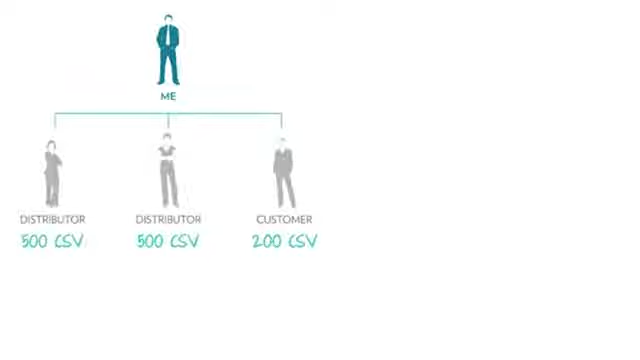 ME
DISTRIBUTOR DISTRIBUTOR CUSTOMER
500 CSV 500 CSV 200 CSV